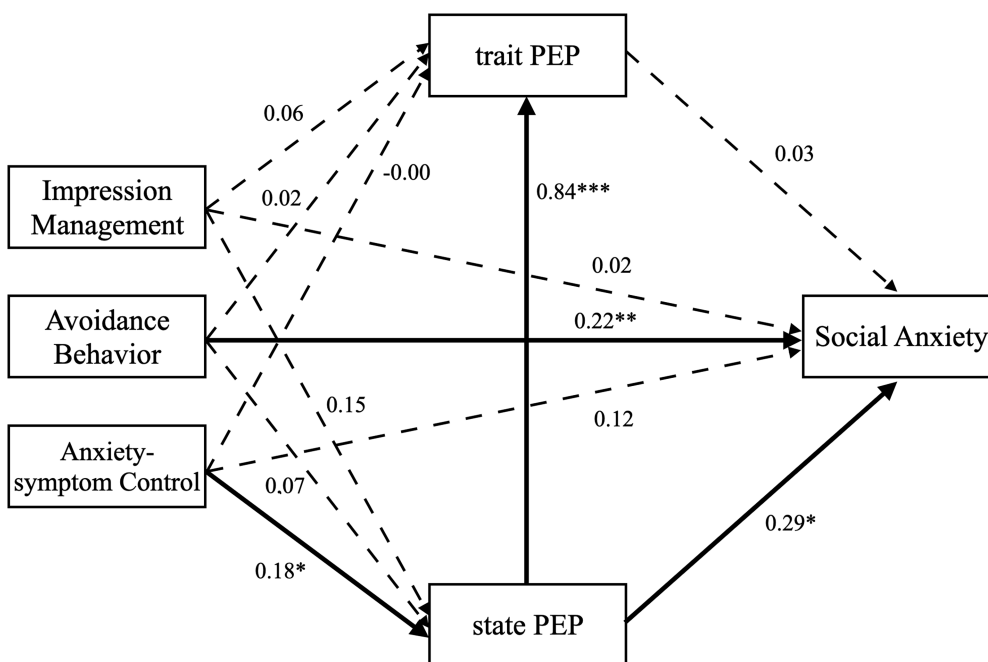 trait PEP
0.06
-0.00
0.03
Impression
Management
0.02
0.84***
0.02
Avoidance
Behavior
0.22**
Social Anxiety
0.15
0.12
Anxiety-
symptom Control
0.07
0.29*
0.18*
state PEP